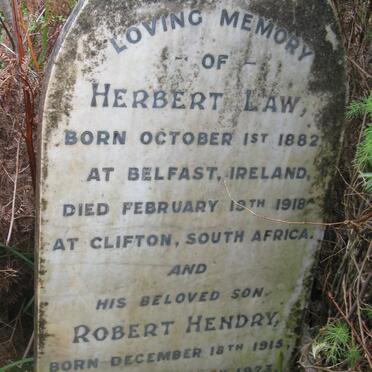 LOVING MEMORY
- OF -
HERBERT LAW,
BORN OCTOBER 1ST 1882
AT BELFAST, IRELAND,
DIED FEBRUARY 18TH 1918
AT CLIFTON, SOUTH AFRICA.
AND
HIS BELOVED SON,
ROBERT HENDRY,
BORN DECEMBER 18TH 1915,